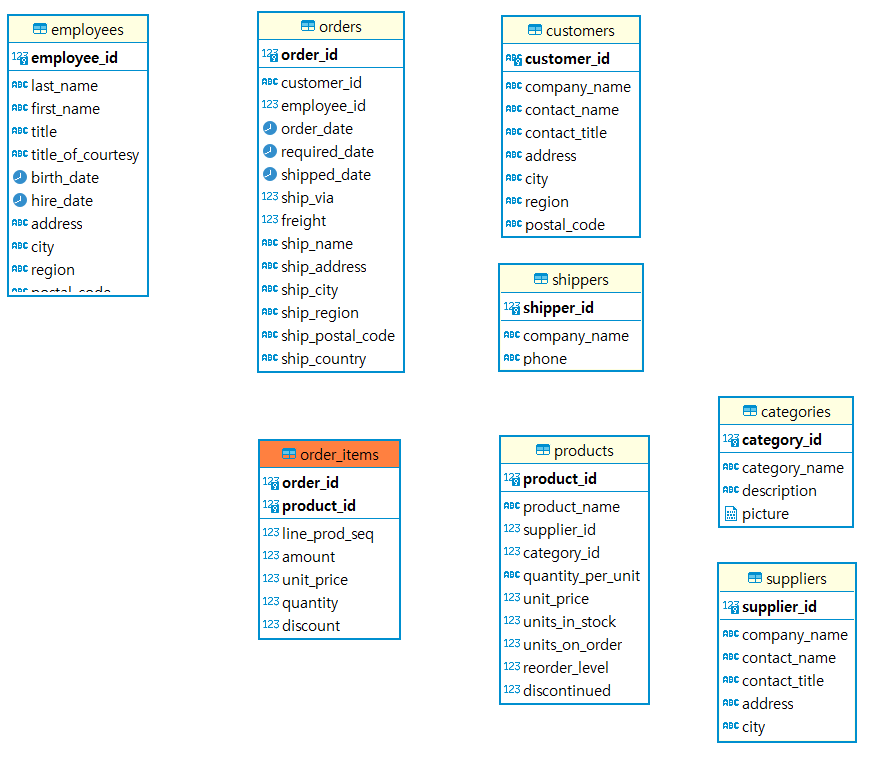 employees
employee_id
last_name
first_name
title
title_of_courtesy
birth_date
hire_date
address
city
region
postal_code
orders
order_id
customer_id
employee_id
order_date
required_date
shipped_date
ship_via
freight
ship_name
ship_address
ship_city
ship_region
ship_postal_code
ship_country
customers
customer_id
company_name
contact_name
contact_title
address
city
region
postal_code
shippers
shipper_id
company_name
phone
order_items
order_id
product_id
line_prod_seq
amount
unit_price
quantity
discount
products
product_id
product_name
supplier_id
category_id
quantity_per_unit
unit_price
units_in_stock
units_on_order
reorder_level
discontinued
categories
category_id
category_name
description
picture
suppliers
supplier_id
company_name
contact_name
contact_title
address
city